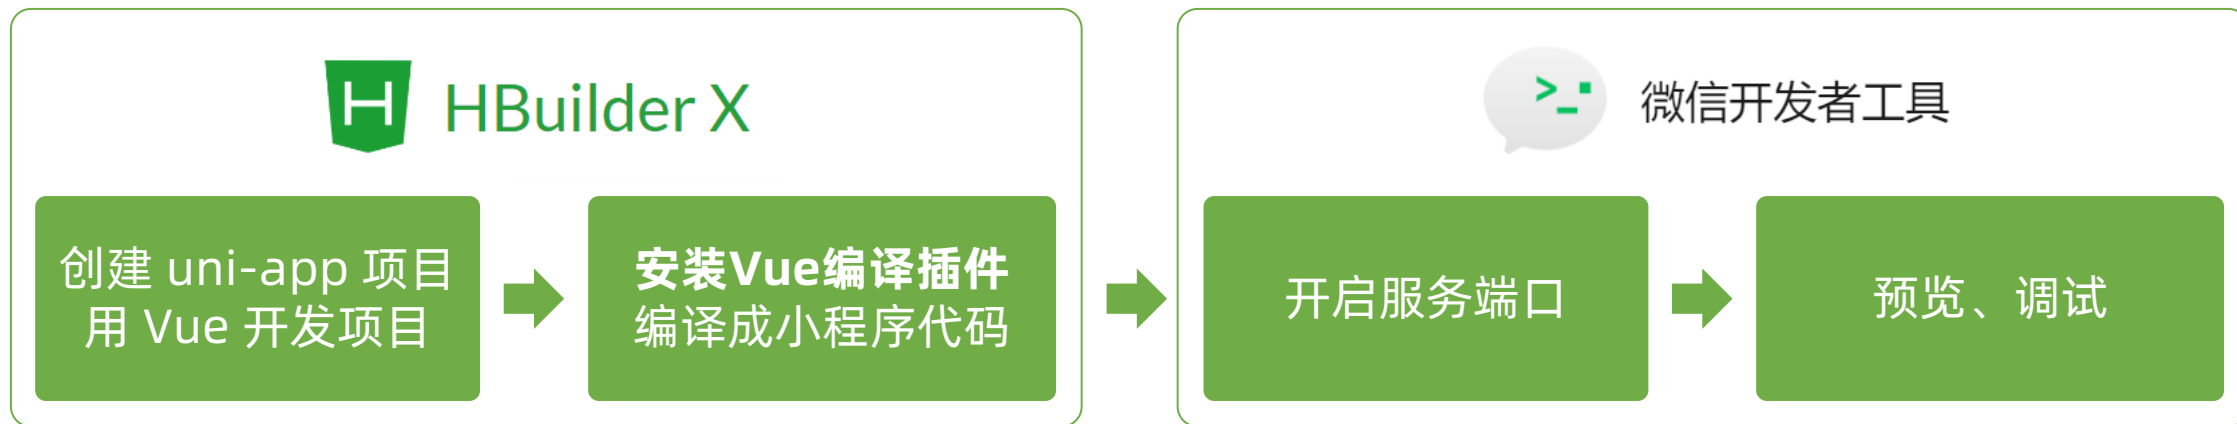 HBuilder X
创建 uni-app 项目
用 Vue 开发项目
安装Vue编译插件
编译成小程序代码
微信开发者工具
开启服务端口
预览、调试